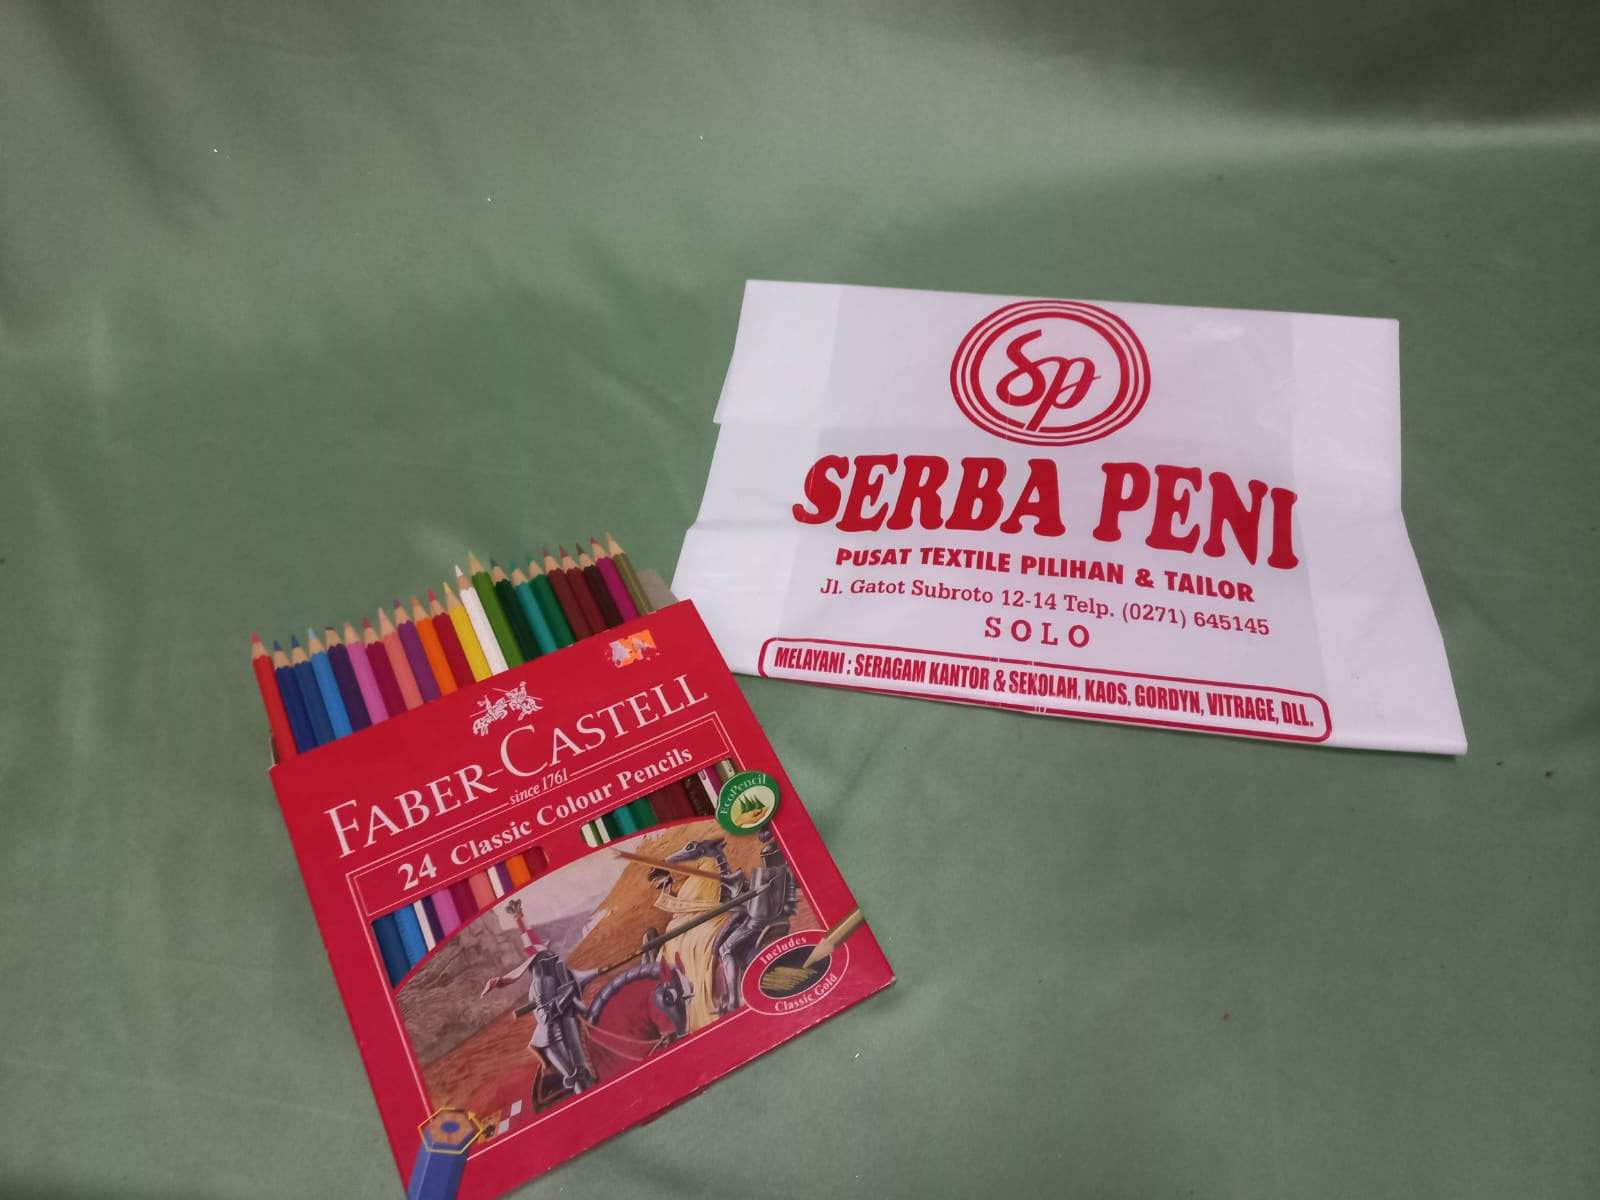 Sp
SERBA PENI
PUSAT TEXTILE PILIHAN & TAILOR
Jl. Gatot Subroto 12-14 Telp. (0271) 645145
SOLO
MELAYANI : SERAGAM KANTOR & SEKOLAH, KAOS, GORDYN, VITRAGE, DLL.
FABER-CASTELL
since 1761
24 Classic Colour Pencils
EcoPencil
Includes
Classic Gold